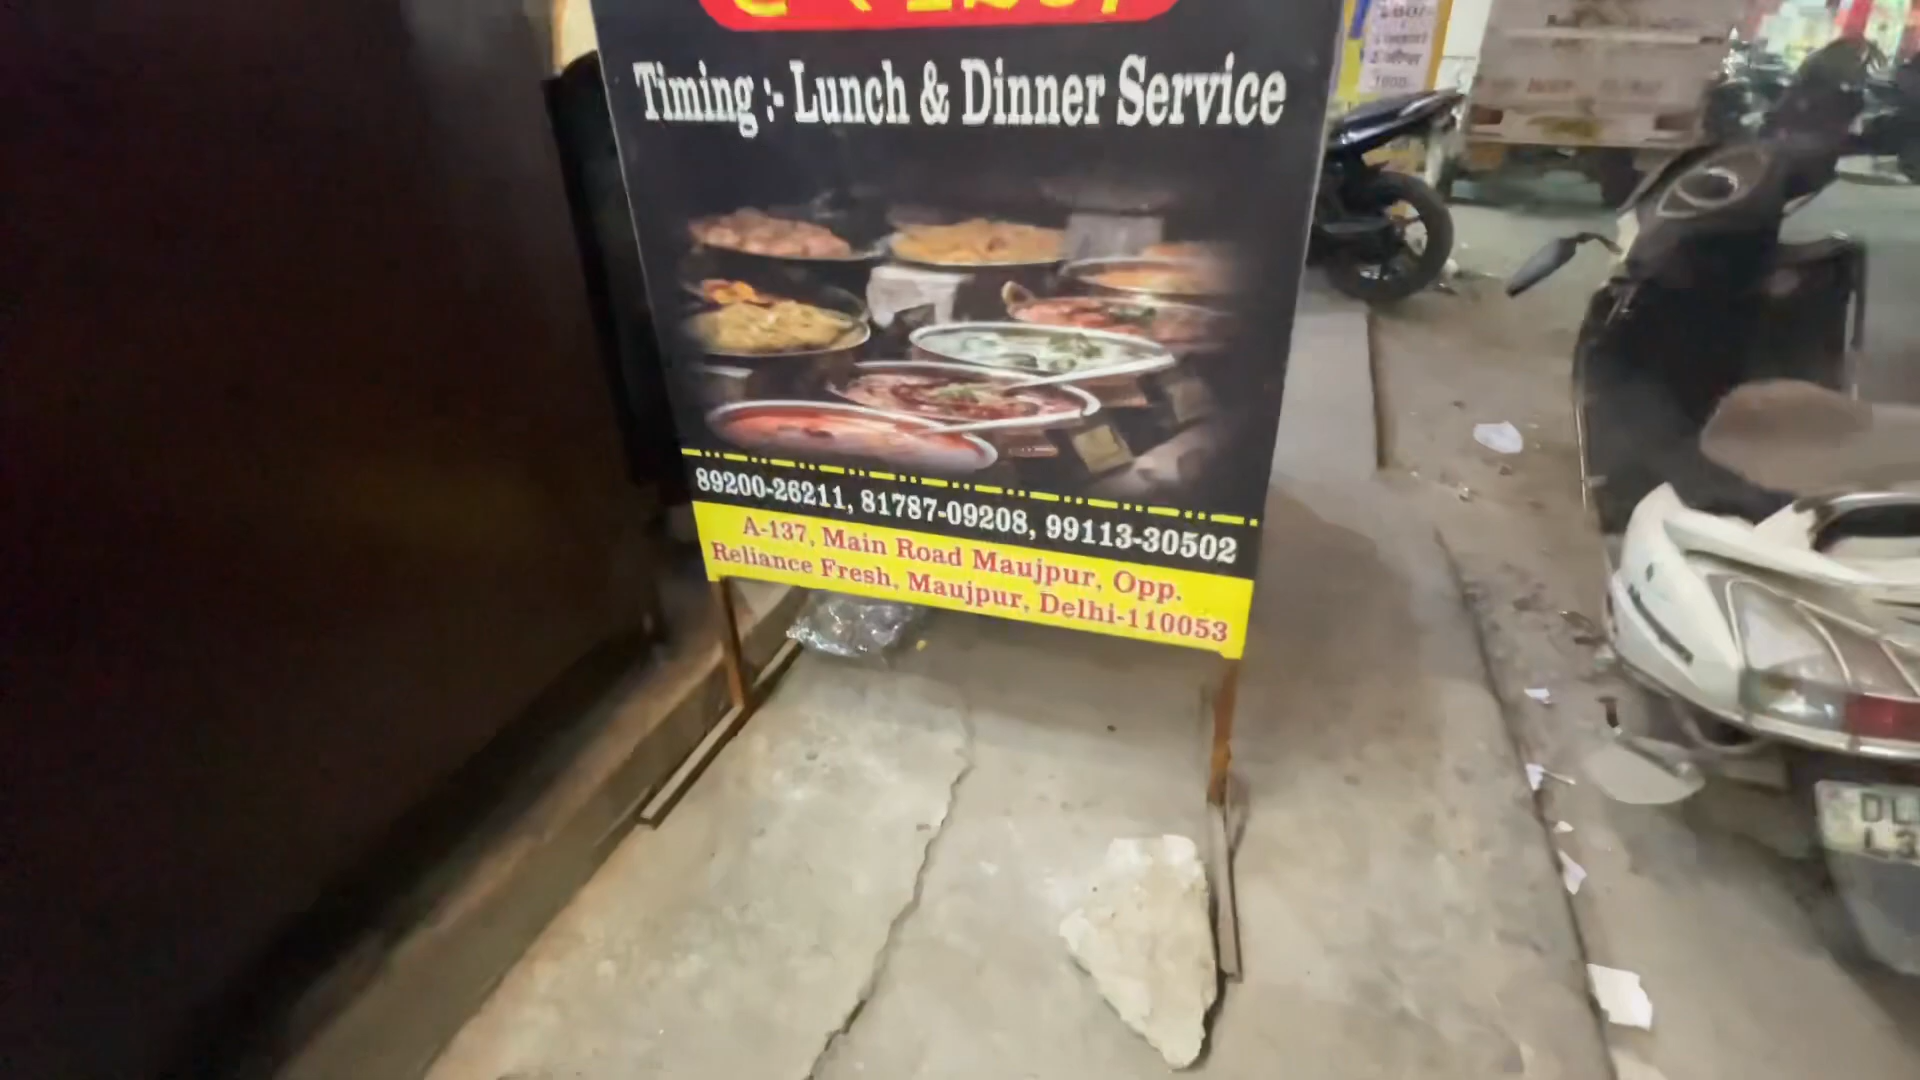 Timing :- Lunch & Dinner Service
89200-26211, 81787-09208, 99113-30502
A-137, Main Road Maujpur, Opp.
Reliance Fresh, Maujpur, Delhi-110053
DL